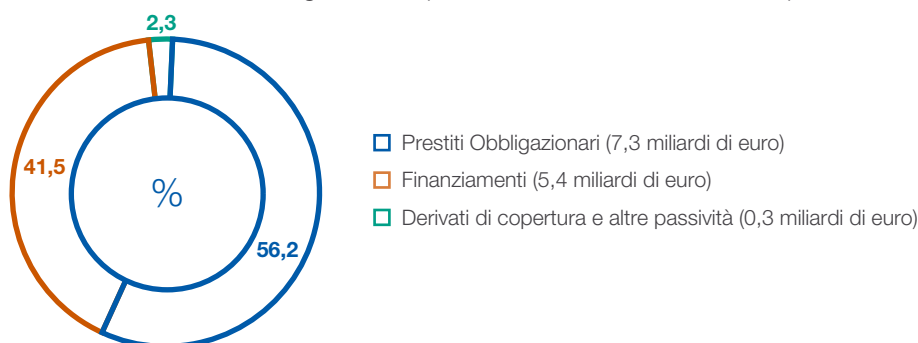 2,3
41,5
%
56,2
Prestiti Obbligazionari (7,3 miliardi di euro)
Finanziamenti (5,4 miliardi di euro)
Derivati di copertura e altre passività (0,3 miliardi di euro)